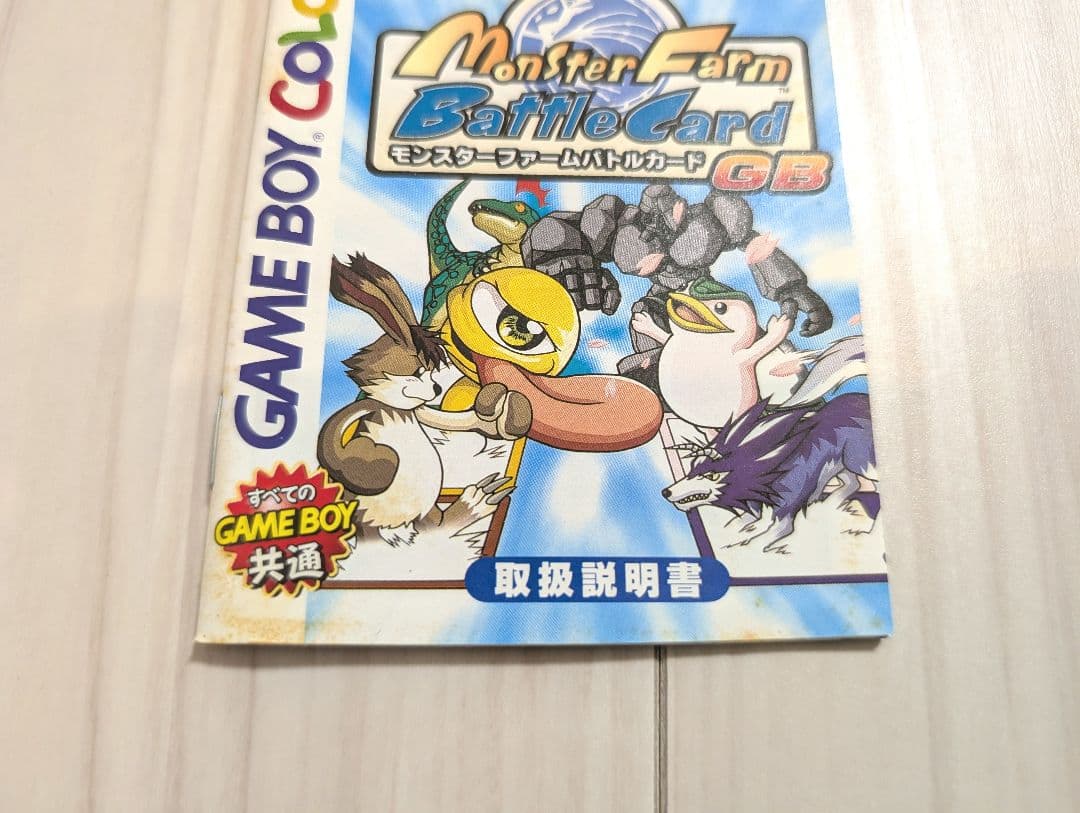 GAME BOY® COLO
Monster Farm™
Battle Card
モンスターファームバトルカード GB
すべての
GAME BOY
共通
取扱説明書